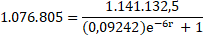 1.076.805 = 1.141.132,5 / ((0,09242)e^{-6r} + 1)